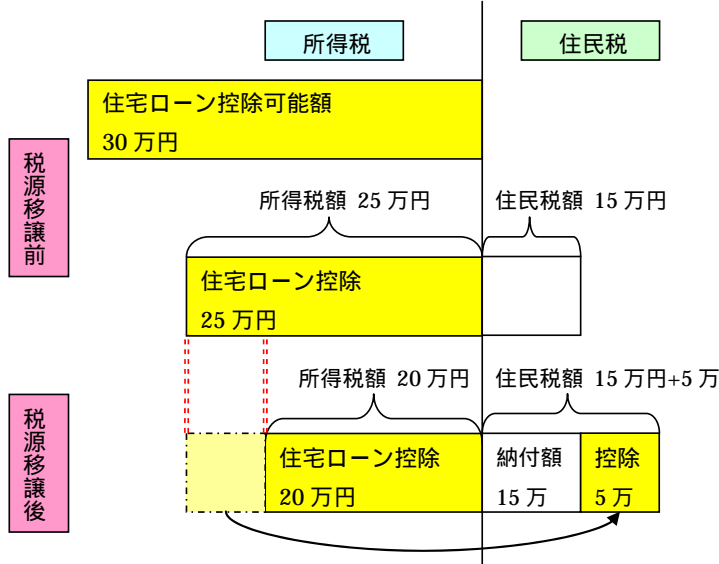 所得税
住民税
住宅ローン控除可能額
30 万円
税源移譲前
所得税額 25 万円
住民税額 15 万円
住宅ローン控除
25 万円
所得税額 20 万円
住民税額 15 万円+5 万
税源移譲後
住宅ローン控除
20 万円
納付額
15 万
控除
5 万